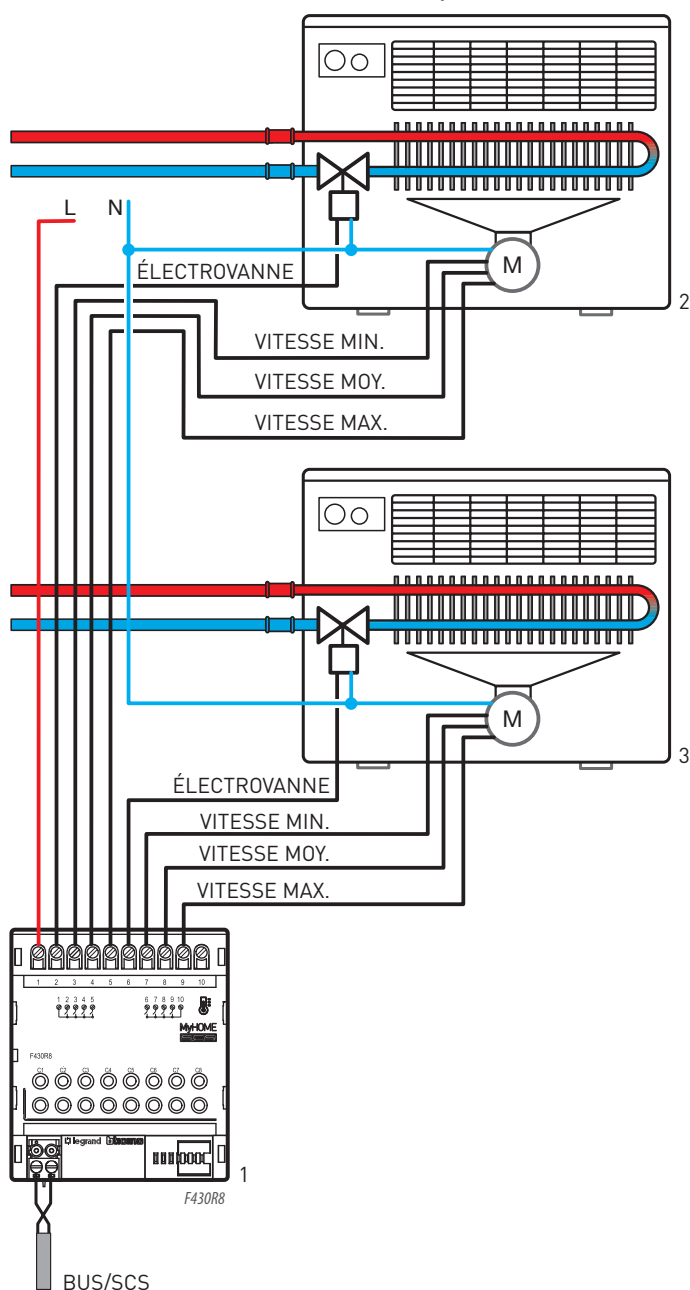 L N
M
ÉLECTROVANNE
2
VITESSE MIN.
VITESSE MOY.
VITESSE MAX.
M
3
ÉLECTROVANNE
VITESSE MIN.
VITESSE MOY.
VITESSE MAX.
1 2 3 4 5 6 7 8 9 10
1 2 3 4 5 6 7 8 9 10
MyHOME
SCS
F430R8
C1 C2 C3 C4 C5 C6 C7 C8
legrand bticino
1
F430R8
BUS/SCS